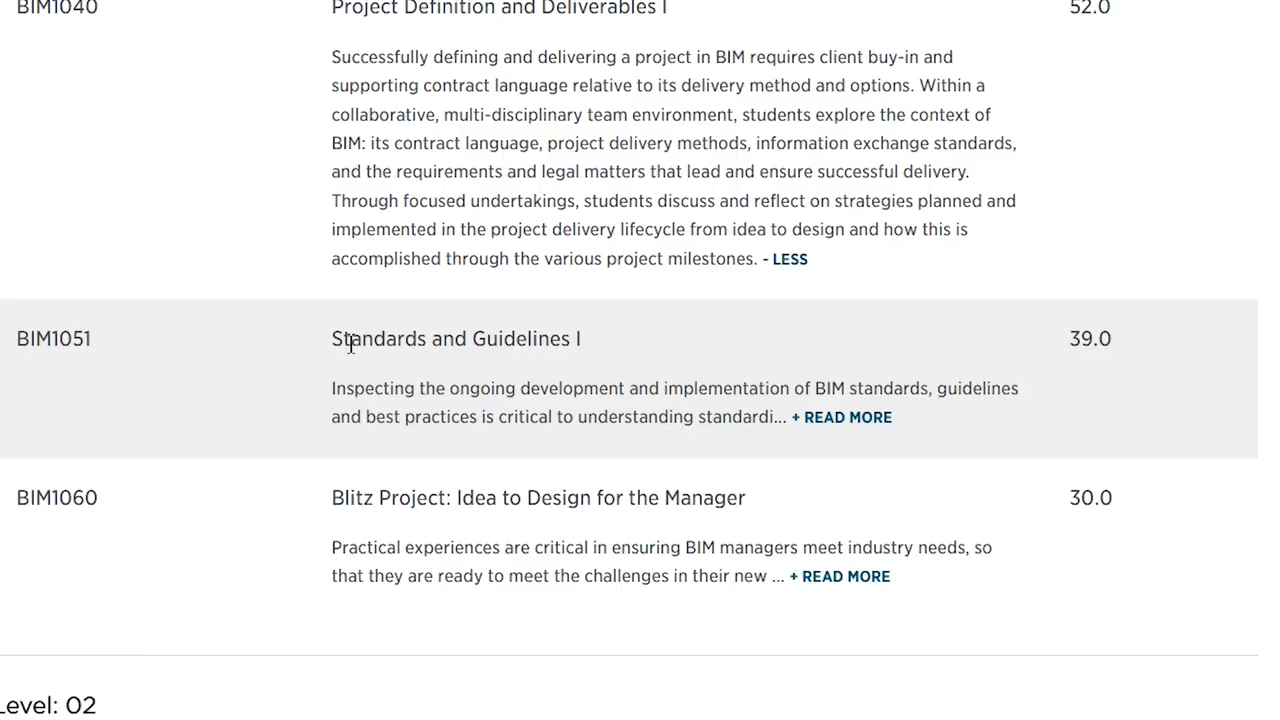 BIM1040 Project Definition and Deliverables I 52.0
Successfully defining and delivering a project in BIM requires client buy-in and
supporting contract language relative to its delivery method and options. Within a
collaborative, multi-disciplinary team environment, students explore the context of
BIM: its contract language, project delivery methods, information exchange standards,
and the requirements and legal matters that lead and ensure successful delivery.
Through focused undertakings, students discuss and reflect on strategies planned and
implemented in the project delivery lifecycle from idea to design and how this is
accomplished through the various project milestones. - LESS
BIM1051 Standards and Guidelines I 39.0
Inspecting the ongoing development and implementation of BIM standards, guidelines
and best practices is critical to understanding standardi... + READ MORE
BIM1060 Blitz Project: Idea to Design for the Manager 30.0
Practical experiences are critical in ensuring BIM managers meet industry needs, so
that they are ready to meet the challenges in their new ... + READ MORE
Level: 02